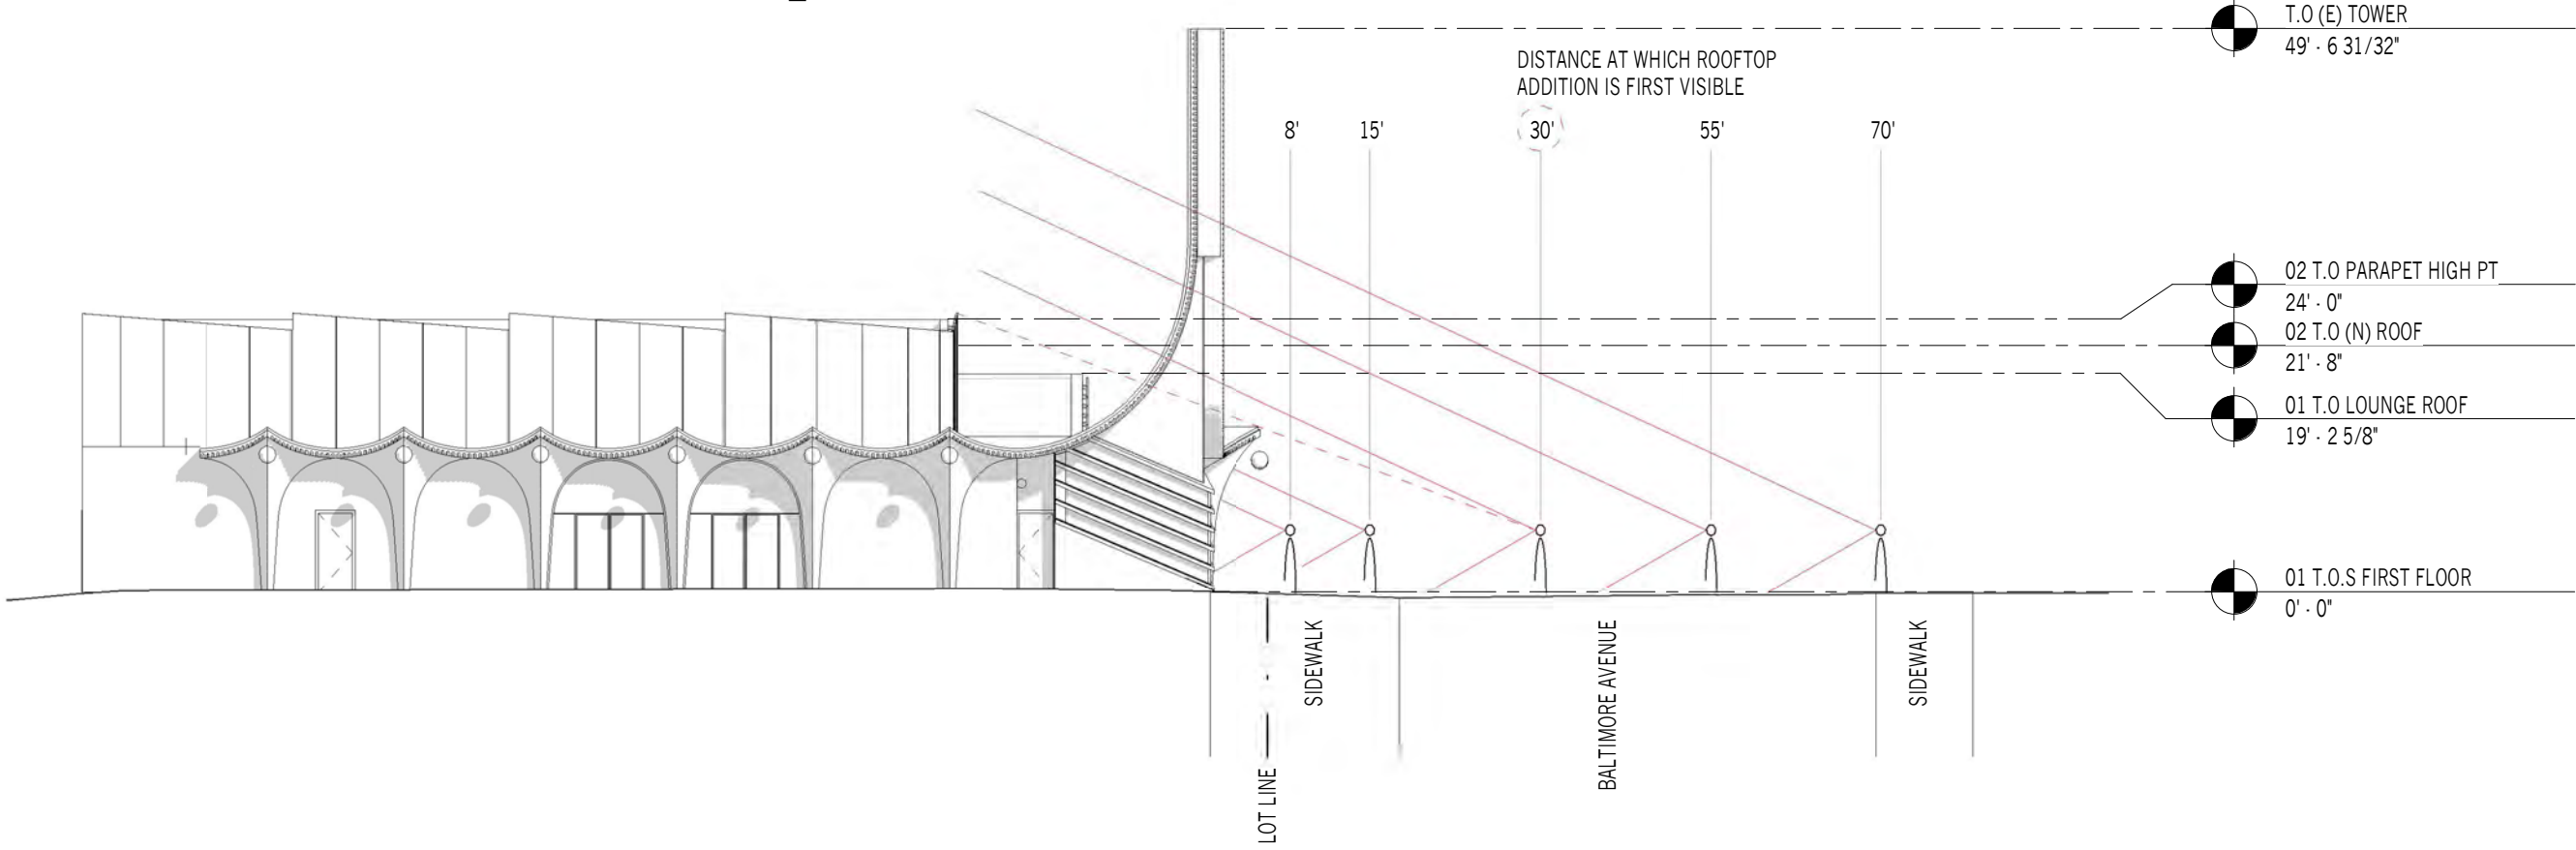 T.O (E) TOWER
49' - 6 31/32"
DISTANCE AT WHICH ROOFTOP
ADDITION IS FIRST VISIBLE
8' 15' 30' 55' 70'
02 T.O PARAPET HIGH PT
24' - 0"
02 T.O (N) ROOF
21' - 8"
01 T.O LOUNGE ROOF
19' - 2 5/8"
01 T.O.S FIRST FLOOR
0' - 0"
LOT LINE
SIDEWALK
BALTIMORE AVENUE
SIDEWALK